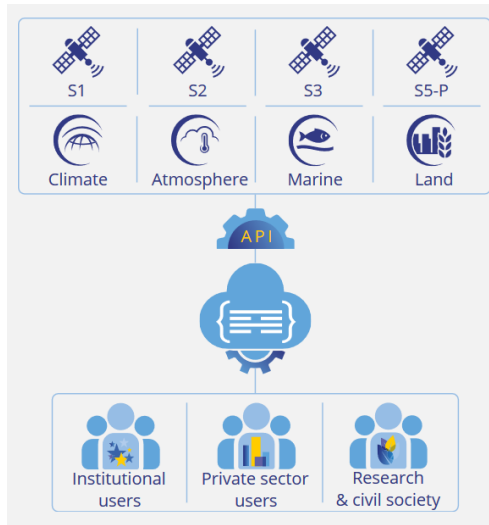 S1 S2 S3 S5-P
Climate Atmosphere Marine Land
API
Institutional users
Private sector users
Research & civil society